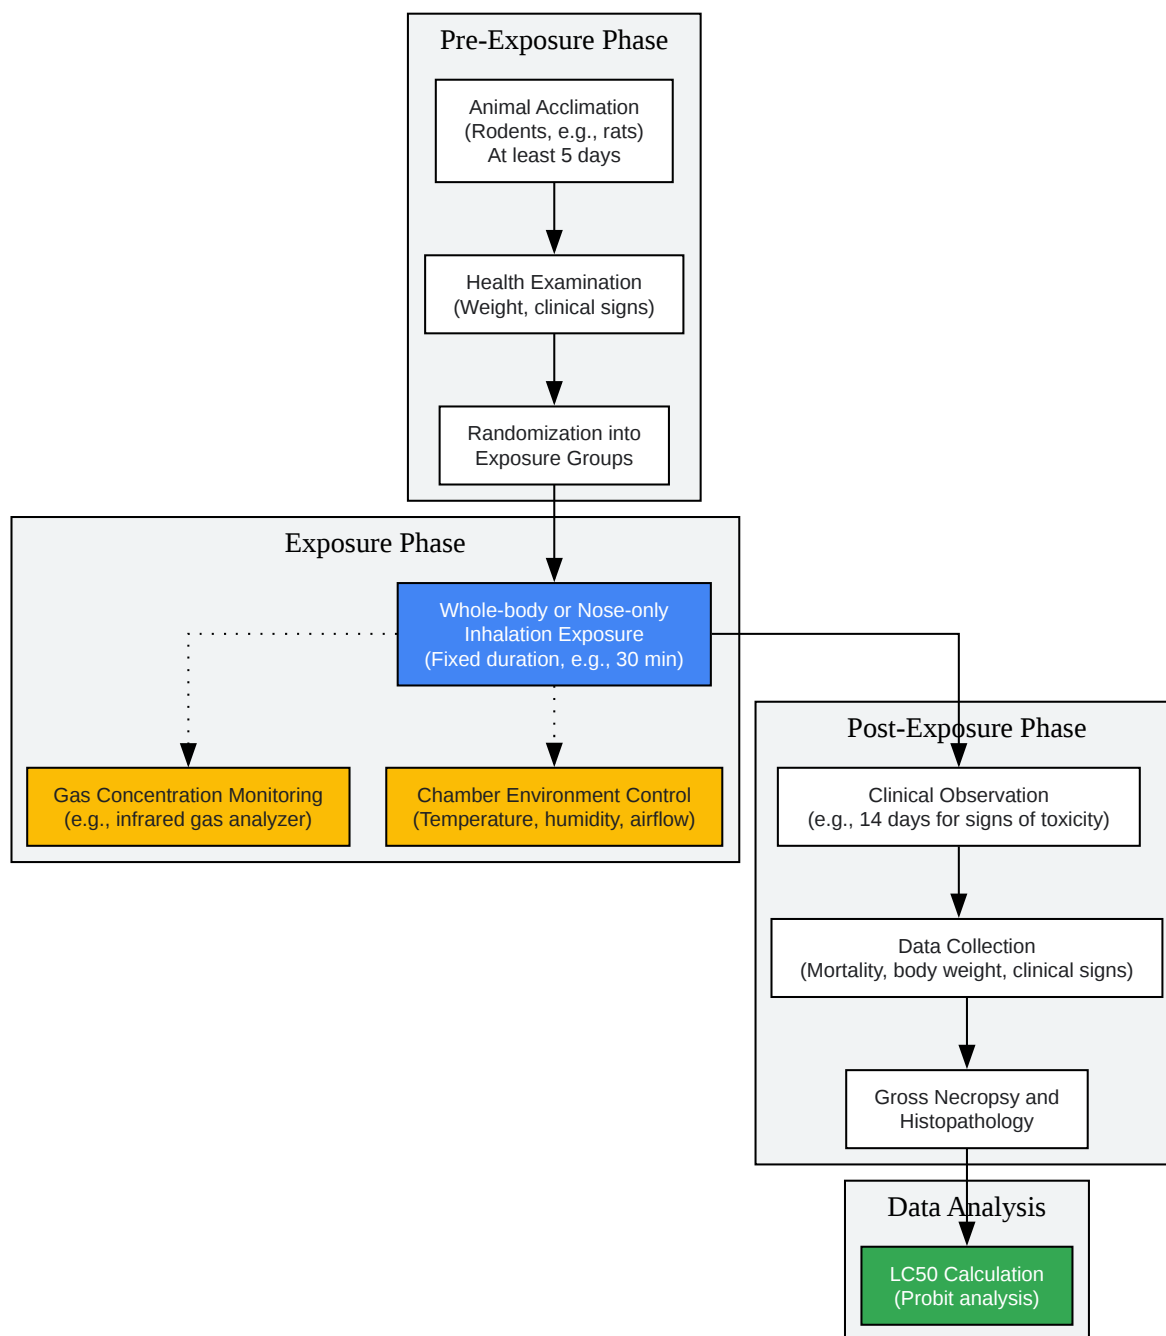 Pre-Exposure Phase
Animal Acclimation
(Rodents, e.g., rats)
At least 5 days
Health Examination
(Weight, clinical signs)
Randomization into
Exposure Groups
Exposure Phase
Whole-body or Nose-only
Inhalation Exposure
(Fixed duration, e.g., 30 min)
Gas Concentration Monitoring
(e.g., infrared gas analyzer)
Chamber Environment Control
(Temperature, humidity, airflow)
Post-Exposure Phase
Clinical Observation
(e.g., 14 days for signs of toxicity)
Data Collection
(Mortality, body weight, clinical signs)
Gross Necropsy and
Histopathology
Data Analysis
LC50 Calculation
(Probit analysis)